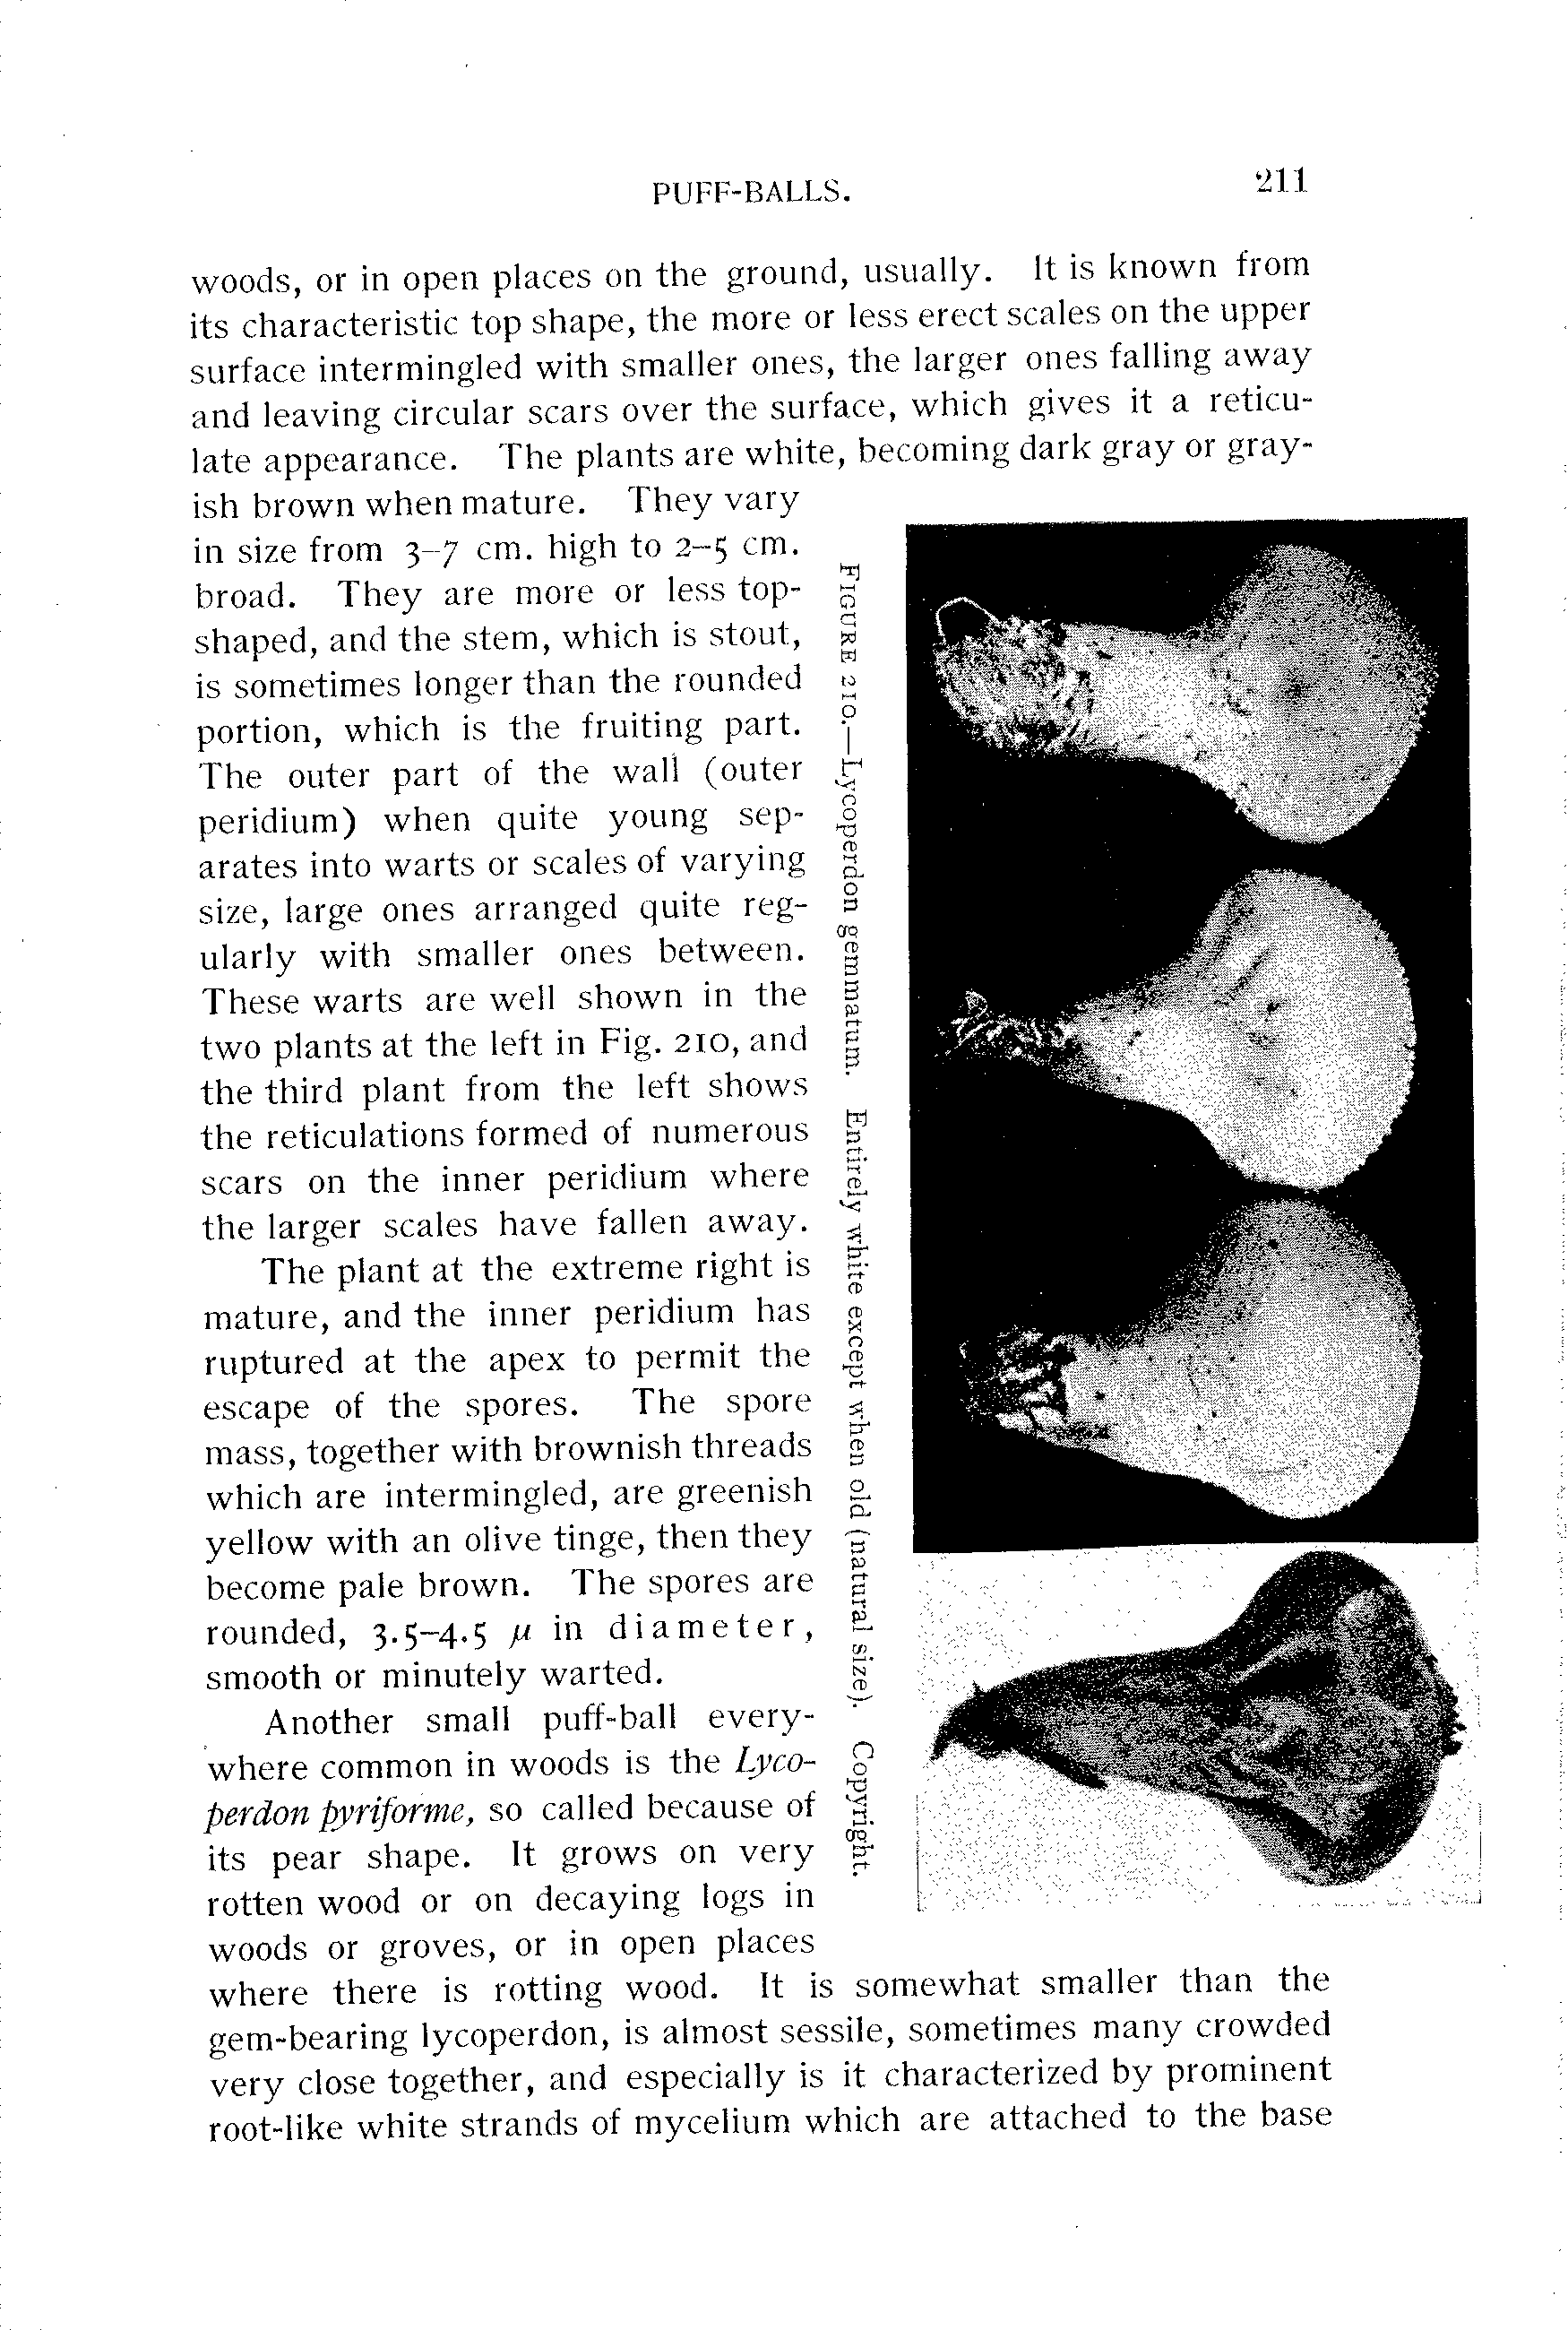 PUFF-BALLS. 211
woods, or in open places on the ground, usually. It is known from
its characteristic top shape, the more or less erect scales on the upper
surface intermingled with smaller ones, the larger ones falling away
and leaving circular scars over the surface, which gives it a reticu-
late appearance. The plants are white, becoming dark gray or gray-
ish brown when mature. They vary
in size from 3–7 cm. high to 2–5 cm.
broad. They are more or less top-
shaped, and the stem, which is stout,
is sometimes longer than the rounded
portion, which is the fruiting part.
The outer part of the wall (outer
peridium) when quite young sep-
arates into warts or scales of varying
size, large ones arranged quite reg-
ularly with smaller ones between.
These warts are well shown in the
two plants at the left in Fig. 210, and
the third plant from the left shows
the reticulations formed of numerous
scars on the inner peridium where
the larger scales have fallen away.
The plant at the extreme right is
mature, and the inner peridium has
ruptured at the apex to permit the
escape of the spores. The spore
mass, together with brownish threads
which are intermingled, are greenish
yellow with an olive tinge, then they
become pale brown. The spores are
rounded, 3.5–4.5 μ in diameter,
smooth or minutely warted.
Another small puff-ball every-
where common in woods is the Lyco-
perdon pyriforme, so called because of
its pear shape. It grows on very
rotten wood or on decaying logs in
woods or groves, or in open places
where there is rotting wood. It is somewhat smaller than the
gem-bearing lycoperdon, is almost sessile, sometimes many crowded
very close together, and especially is it characterized by prominent
root-like white strands of mycelium which are attached to the base
FIGURE 210.—Lycoperdon gemmatum. Entirely white except when old (natural size). Copyright.